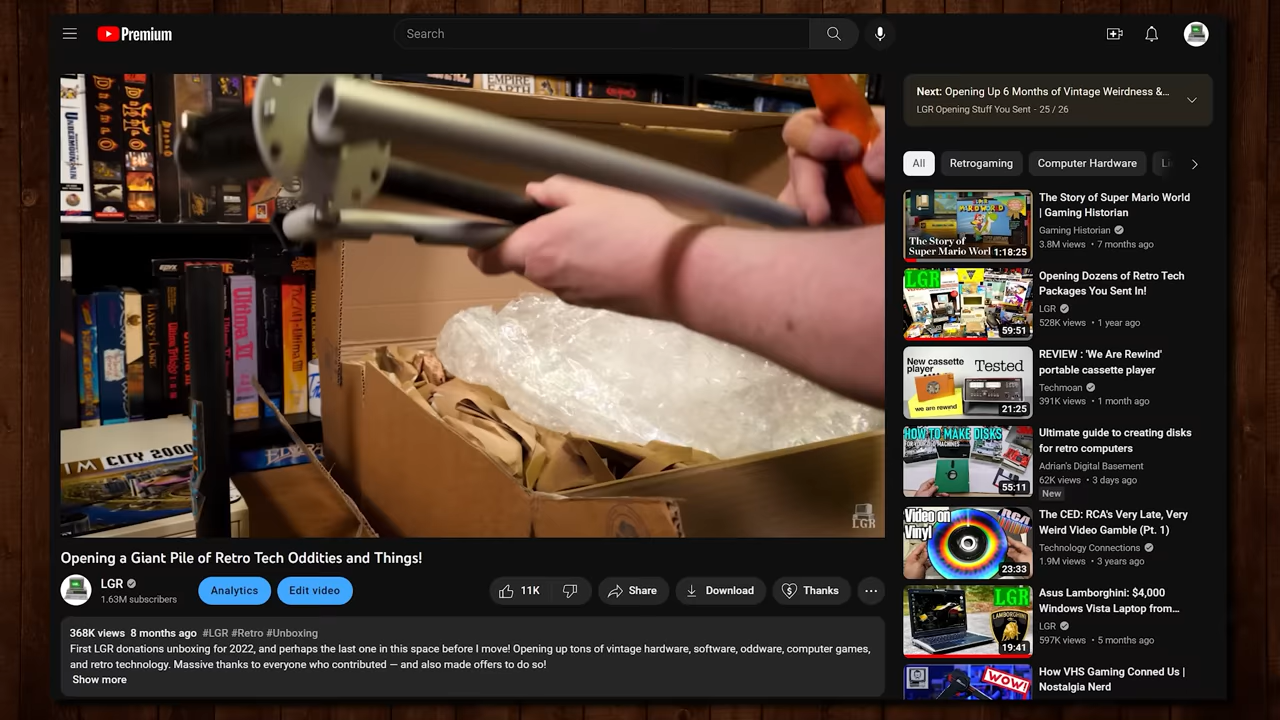 Premium
Search
EMPIRE
EARTH
UNDERMOUNTAIN
Diablo
CITY 2000
LGR
Next: Opening Up 6 Months of Vintage Weirdness &...
LGR Opening Stuff You Sent - 25 / 26
All
Retrogaming
Computer Hardware
Li
The Story of
Super Mario Worl
1:18:25
The Story of Super Mario World
| Gaming Historian
Gaming Historian
3.8M views • 7 months ago
LGR
59:51
Opening Dozens of Retro Tech
Packages You Sent In!
LGR
528K views • 1 year ago
New cassette
player
Tested
we are rewind
21:25
REVIEW : 'We Are Rewind'
portable cassette player
Techmoan
391K views • 1 month ago
HOW TO MAKE DISKS
55:11
Ultimate guide to creating disks
for retro computers
Adrian's Digital Basement
62K views • 3 days ago
New
Video on
Vinyl
RCA
23:33
The CED: RCA's Very Late, Very
Weird Video Gamble (Pt. 1)
Technology Connections
1.9M views • 3 years ago
LGR
LAMBORGHINI
19:41
Asus Lamborghini: $4,000
Windows Vista Laptop from...
LGR
597K views • 5 months ago
WOW!
How VHS Gaming Conned Us |
Nostalgia Nerd
Opening a Giant Pile of Retro Tech Oddities and Things!
LGR
1.63M subscribers
Analytics
Edit video
11K
Share
Download
Thanks
368K views 8 months ago #LGR #Retro #Unboxing
First LGR donations unboxing for 2022, and perhaps the last one in this space before I move! Opening up tons of vintage hardware, software, oddware, computer games,
and retro technology. Massive thanks to everyone who contributed — and also made offers to do so!
Show more